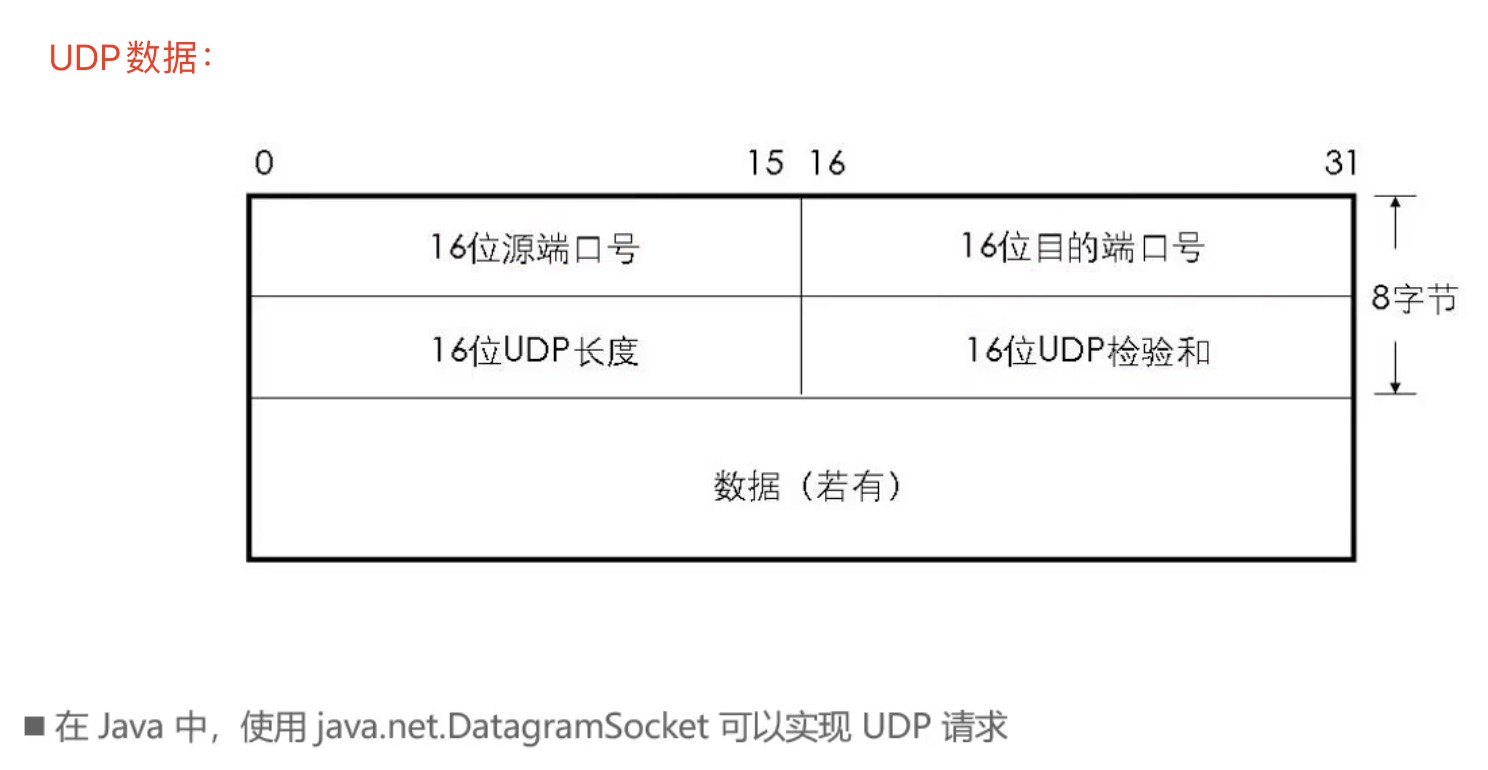 UDP数据:
0 15 16 31
16位源端口号 16位目的端口号
8字节
16位UDP长度 16位UDP检验和
数据（若有）
■ 在 Java 中，使用 java.net.DatagramSocket 可以实现 UDP 请求